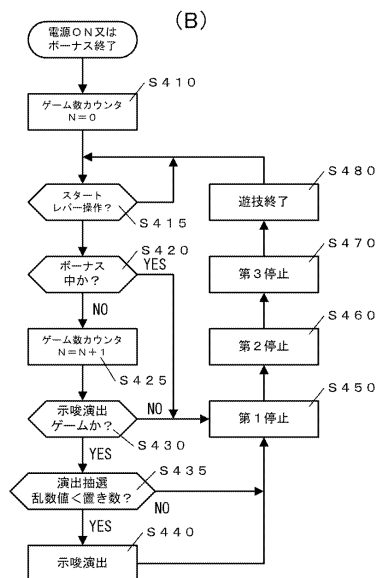 (B)
電源ON又は
ボーナス終了
S410
ゲーム数カウンタ
N=0
スタート
レバー操作?
S415
S420
ボーナス
中か?
YES
NO
ゲーム数カウンタ
N=N+1
S425
示唆演出
ゲームか?
NO
S430
YES
S435
演出抽選
乱数値<置き数?
NO
YES
S440
示唆演出
S480
遊技終了
S470
第3停止
S460
第2停止
S450
第1停止